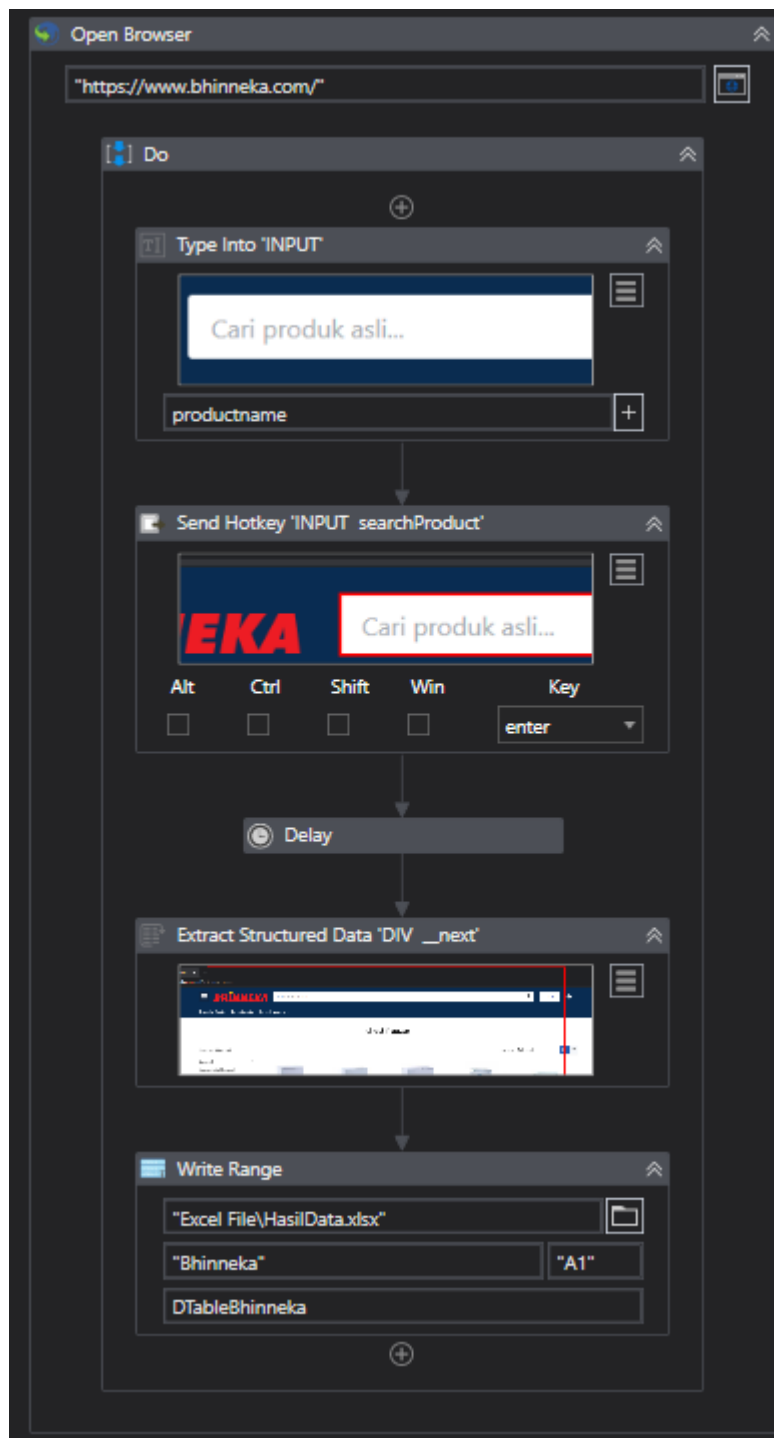 Open Browser
"https://www.bhinneka.com/"
Do
Type Into 'INPUT'
Cari produk asli...
productname
Send Hotkey 'INPUT searchProduct'
NEKA Cari produk asli...
Alt Ctrl Shift Win Key
enter
Delay
Extract Structured Data 'DIV __next'
BHINNEKA
Write Range
"Excel File\HasilData.xlsx"
"Bhinneka" "A1"
DTableBhinneka